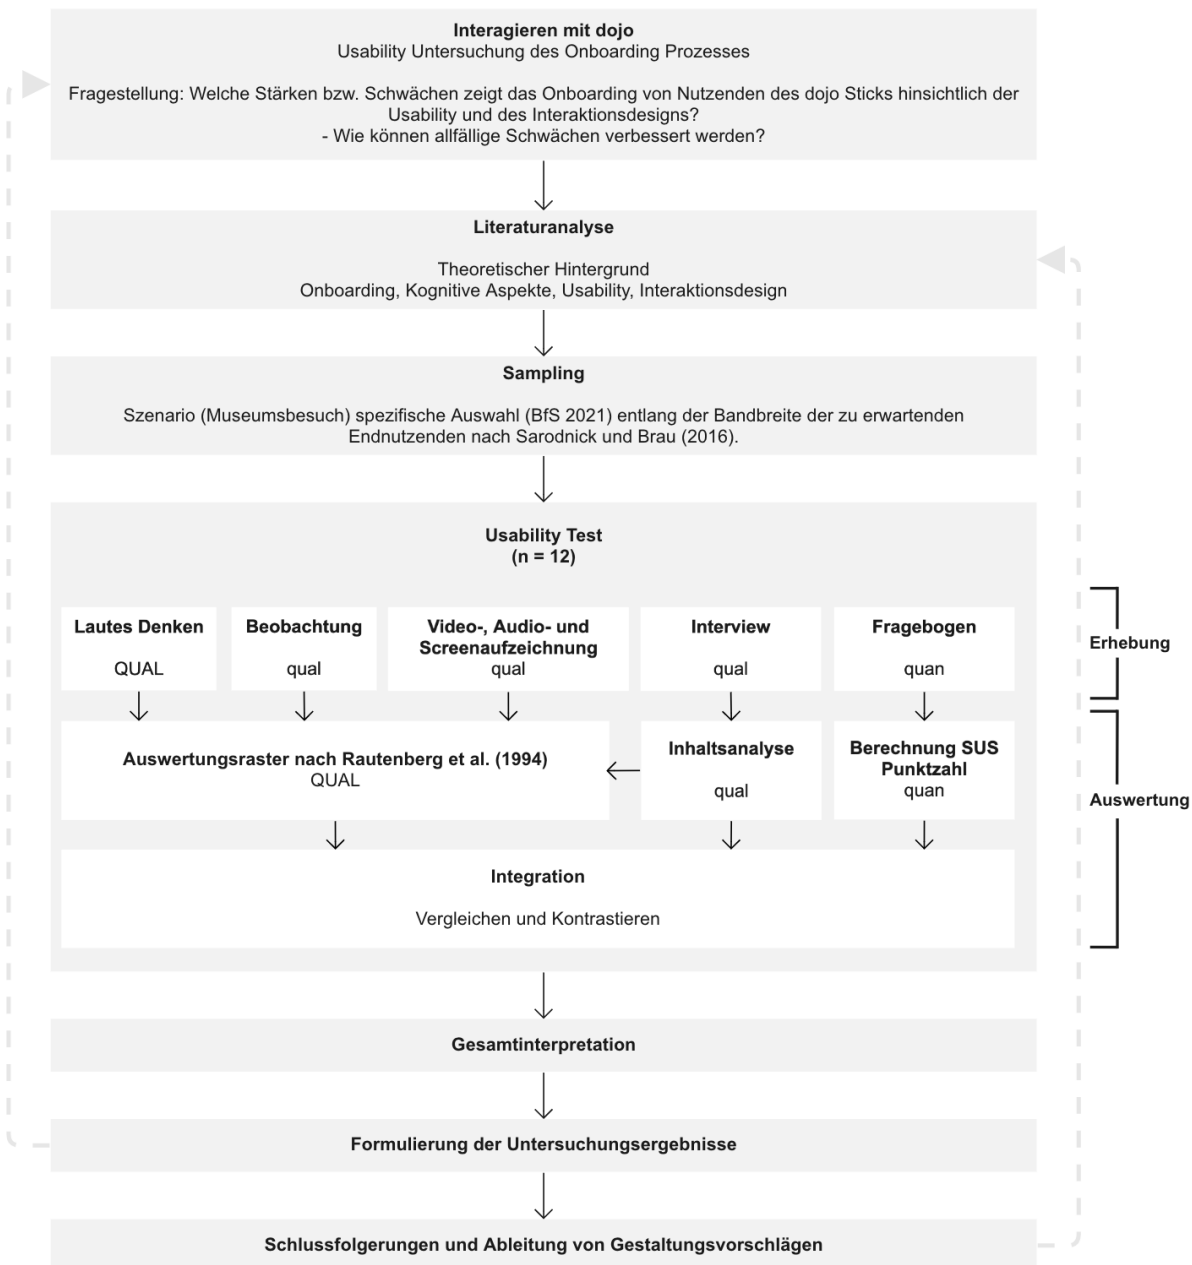 Interagieren mit dojo
Usability Untersuchung des Onboarding Prozesses
Fragestellung: Welche Stärken bzw. Schwächen zeigt das Onboarding von Nutzenden des dojo Sticks hinsichtlich der
Usability und des Interaktionsdesigns?
- Wie können allfällige Schwächen verbessert werden?
Literaturanalyse
Theoretischer Hintergrund
Onboarding, Kognitive Aspekte, Usability, Interaktionsdesign
Sampling
Szenario (Museumsbesuch) spezifische Auswahl (BfS 2021) entlang der Bandbreite der zu erwartenden
Endnutzenden nach Sarodnick und Brau (2016).
Usability Test
(n = 12)
Lautes Denken
QUAL
Beobachtung
qual
Video-, Audio- und
Screenaufzeichnung
qual
Interview
qual
Fragebogen
quan
Erhebung
Auswertungsraster nach Rautenberg et al. (1994)
QUAL
Inhaltsanalyse
qual
Berechnung SUS
Punktzahl
quan
Auswertung
Integration
Vergleichen und Kontrastieren
Gesamtinterpretation
Formulierung der Untersuchungsergebnisse
Schlussfolgerungen und Ableitung von Gestaltungsvorschlägen